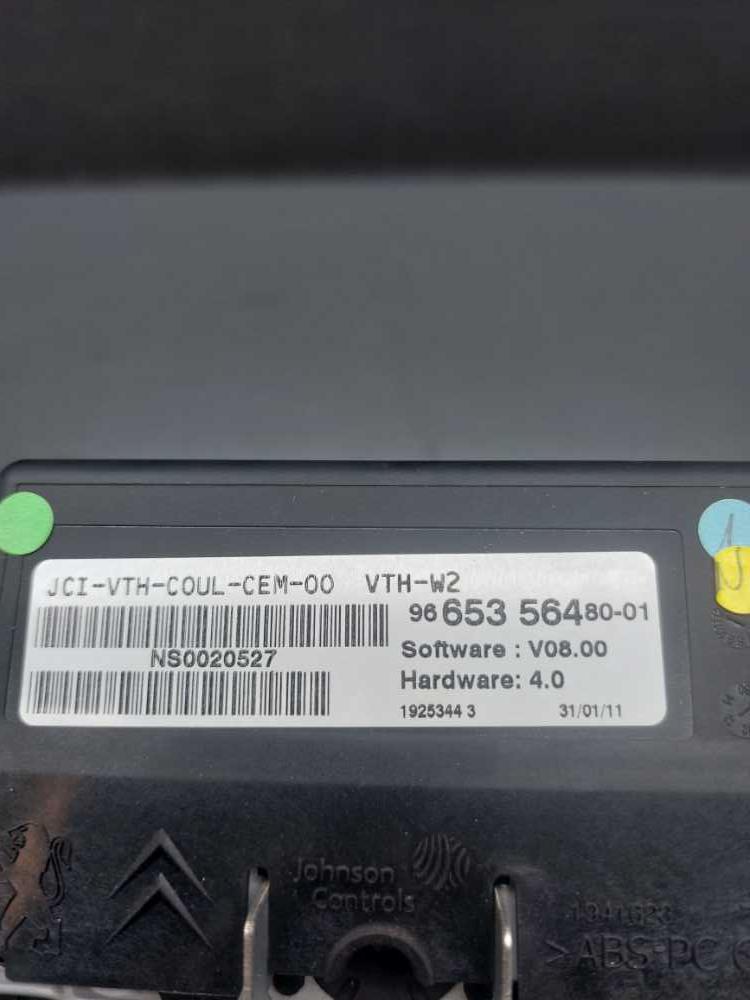 JCI-VTH-COUL-CEM-00 VTH-W2
96 653 564 80-01
NS0020527
Software : V08.00
Hardware: 4.0
1925344 3 31/01/11
Johnson
Controls
>ABS-PC